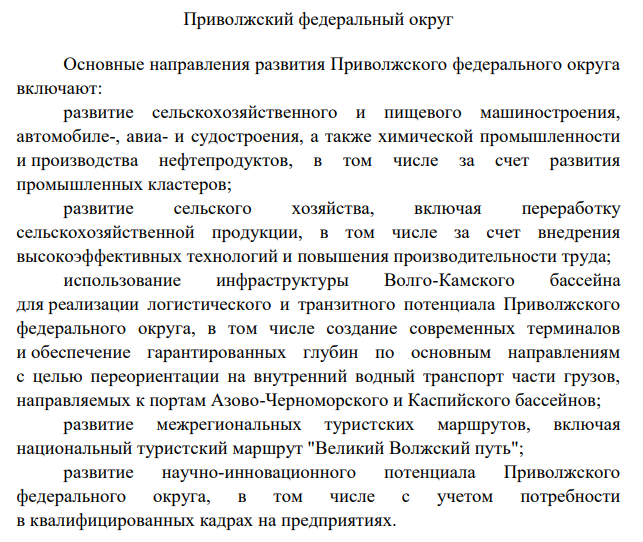 Приволжский федеральный округ
Основные направления развития Приволжского федерального округа
включают:
развитие сельскохозяйственного и пищевого машиностроения,
автомобиле-, авиа- и судостроения, а также химической промышленности
и производства нефтепродуктов, в том числе за счет развития
промышленных кластеров;
развитие сельского хозяйства, включая переработку
сельскохозяйственной продукции, в том числе за счет внедрения
высокоэффективных технологий и повышения производительности труда;
использование инфраструктуры Волго-Камского бассейна
для реализации логистического и транзитного потенциала Приволжского
федерального округа, в том числе создание современных терминалов
и обеспечение гарантированных глубин по основным направлениям
с целью переориентации на внутренний водный транспорт части грузов,
направляемых к портам Азово-Черноморского и Каспийского бассейнов;
развитие межрегиональных туристских маршрутов, включая
национальный туристский маршрут "Великий Волжский путь";
развитие научно-инновационного потенциала Приволжского
федерального округа, в том числе с учетом потребности
в квалифицированных кадрах на предприятиях.